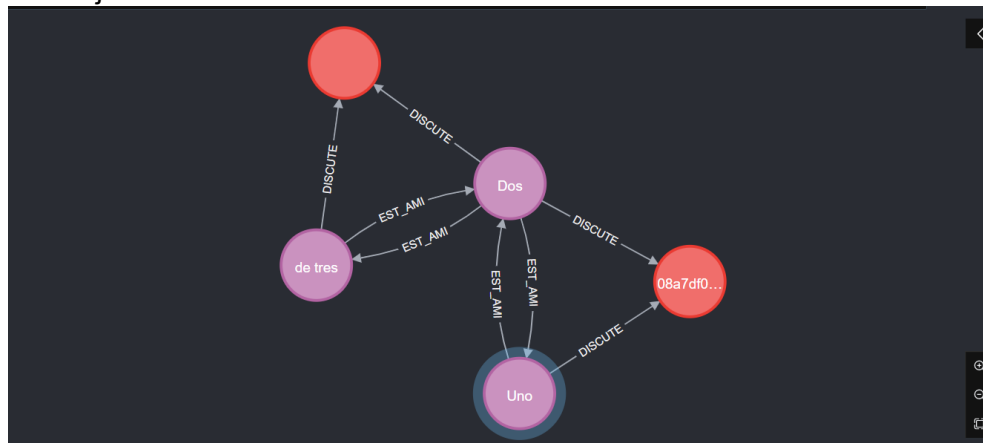 DISCUTE
Dos
DISCUTE
EST_AMI
EST_AMI
DISCUTE
de tres
EST_AMI
EST_AMI
08a7df0...
DISCUTE
Uno